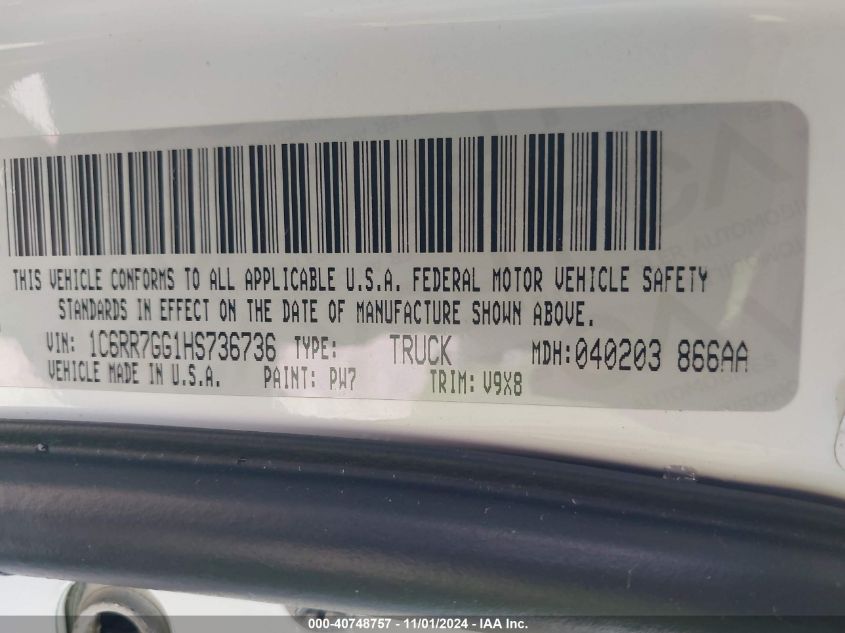 THIS VEHICLE CONFORMS TO ALL APPLICABLE U.S.A. FEDERAL MOTOR VEHICLE SAFETY
STANDARDS IN EFFECT ON THE DATE OF MANUFACTURE SHOWN ABOVE.
VIN: 1C6RR7GG1HS736736 TYPE: TRUCK MDH:040203 866AA
VEHICLE MADE IN U.S.A. PAINT: PW7 TRIM: V9X8
000-40748757 - 11/01/2024 - IAA Inc.